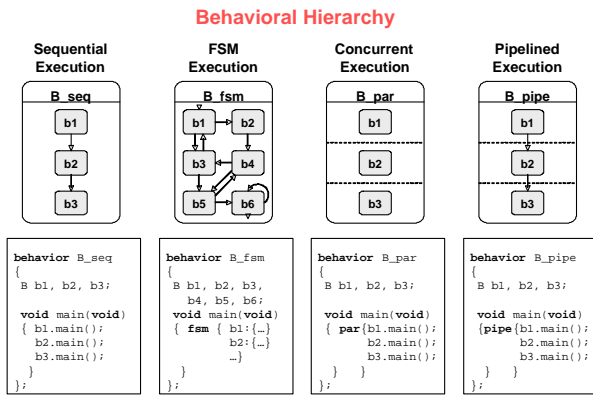 Behavioral Hierarchy
Sequential
Execution
B_seq
b1
b2
b3
FSM
Execution
B_fsm
b1 b2
b3 b4
b5 b6
Concurrent
Execution
B_par
b1
b2
b3
Pipelined
Execution
B_pipe
b1
b2
b3
behavior B_seq
{
B b1, b2, b3;
void main(void)
{ b1.main();
b2.main();
b3.main();
}
};
behavior B_fsm
{
B b1, b2, b3,
b4, b5, b6;
void main(void)
{ fsm { b1:{…}
b2:{…}
…}
}
};
behavior B_par
{
B b1, b2, b3;
void main(void)
{ par{b1.main();
b2.main();
b3.main();
} }
};
behavior B_pipe
{
B b1, b2, b3;
void main(void)
{pipe{b1.main();
b2.main();
b3.main();
} }
};